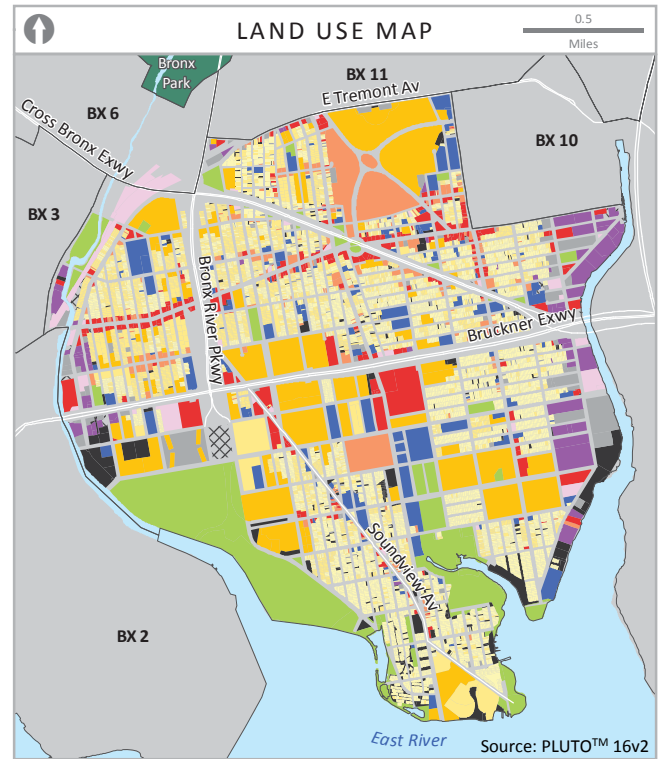 LAND USE MAP
0.5
Miles
Bronx
Park
BX 11
E Tremont Av
BX 6
Cross Bronx Exwy
BX 10
BX 3
Bronx River Pkwy
Bruckner Exwy
Soundview Av
BX 2
East River
Source: PLUTO™ 16v2